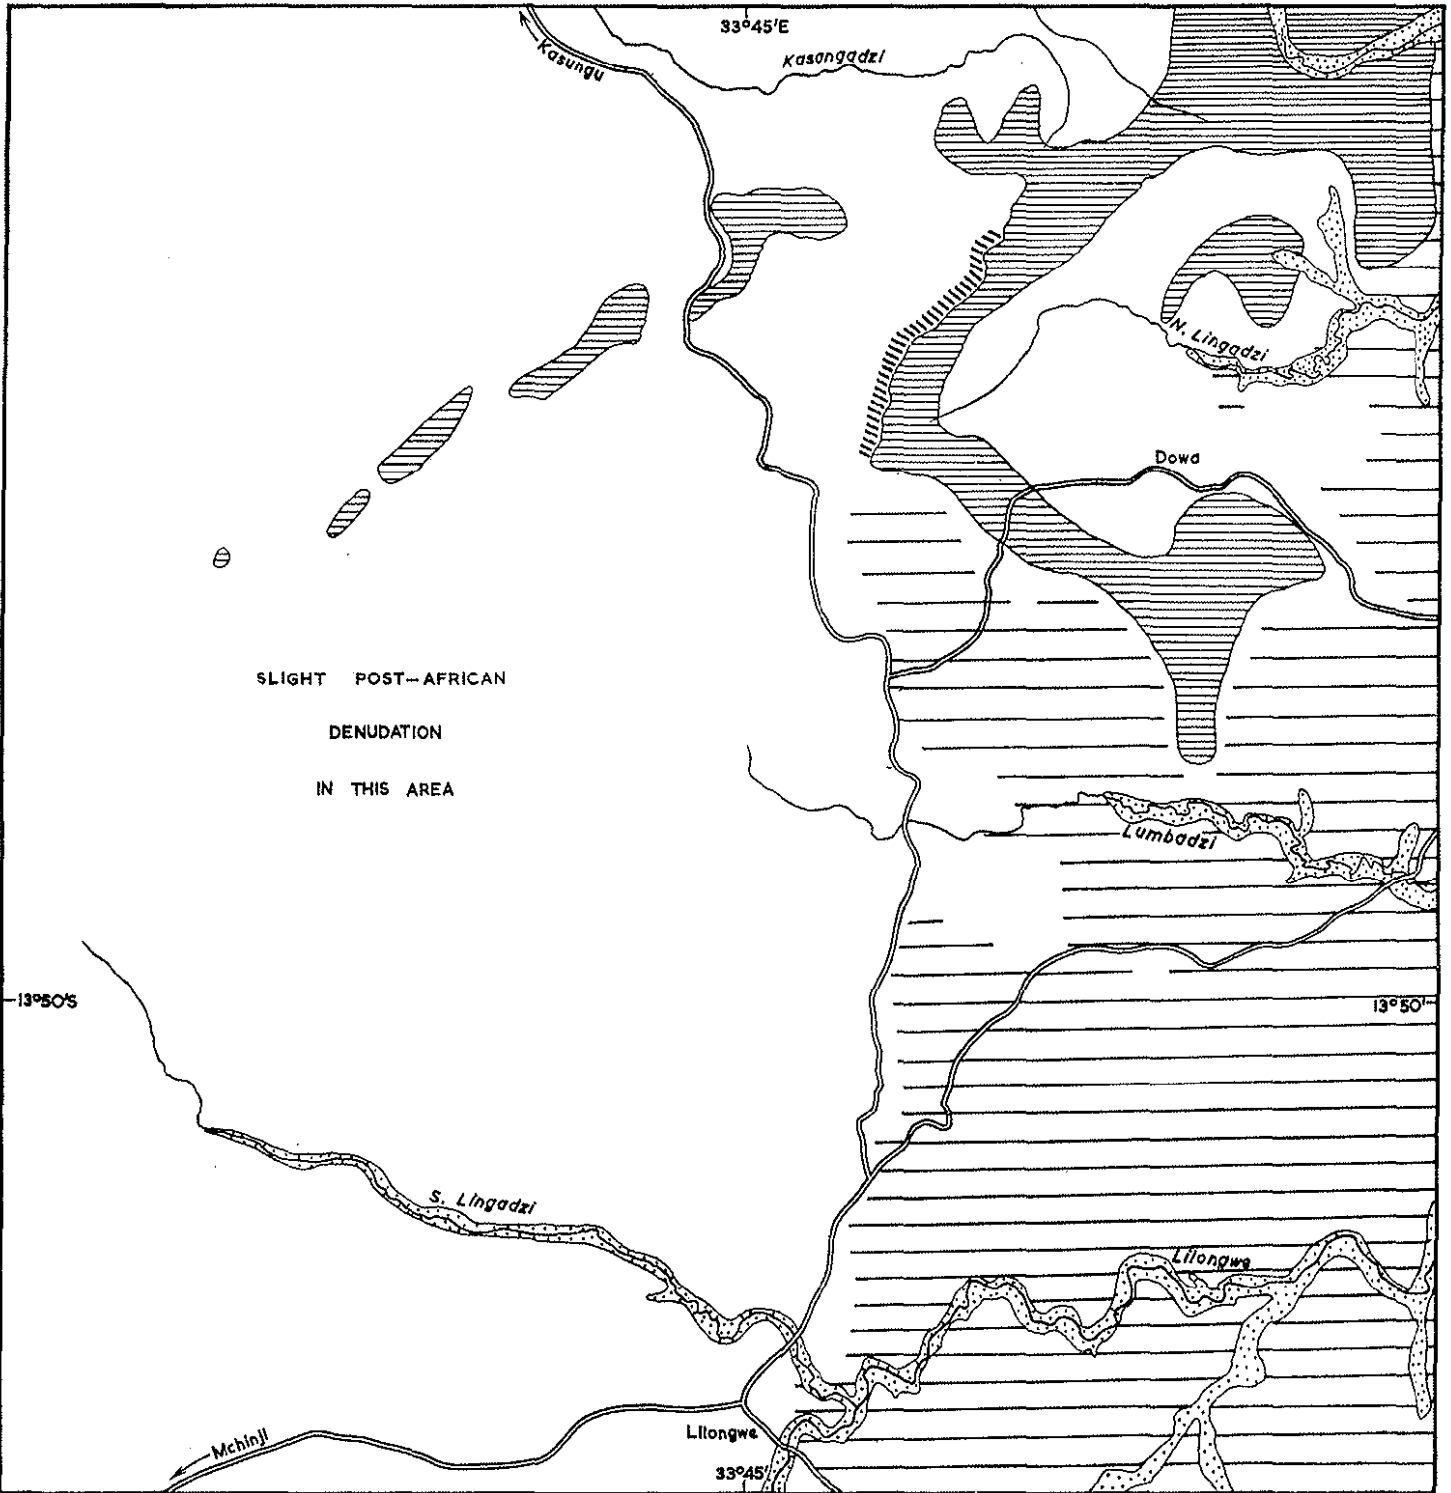 33°45'E
Kasungu
Kasangadzi
N. Lingadzi
Dowa
SLIGHT POST-AFRICAN
DENUDATION
IN THIS AREA
Lumbadzi
13°50'S
13°50'
S. Lingadzi
Lilongwe
Mchinji
Lilongwe
33°45'